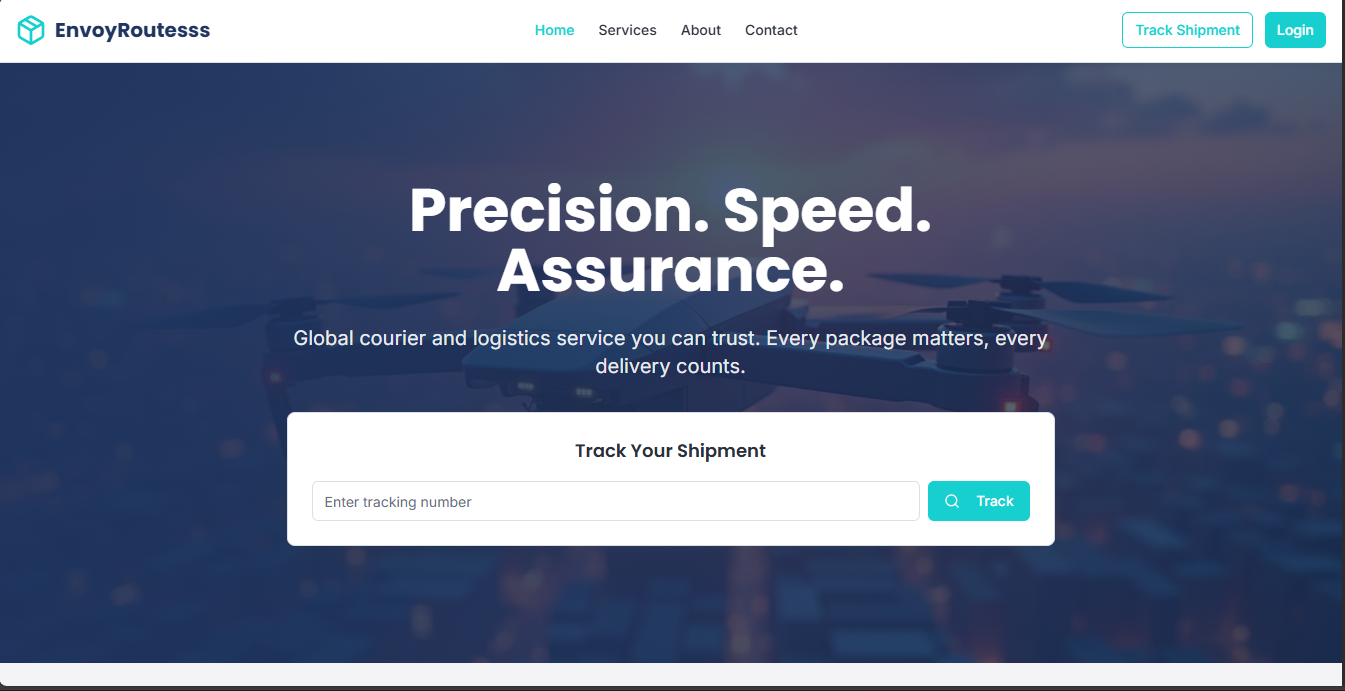 EnvoyRoutesss
Home
Services
About
Contact
Track Shipment
Login
Precision. Speed.
Assurance.
Global courier and logistics service you can trust. Every package matters, every
delivery counts.
Track Your Shipment
Enter tracking number
Track